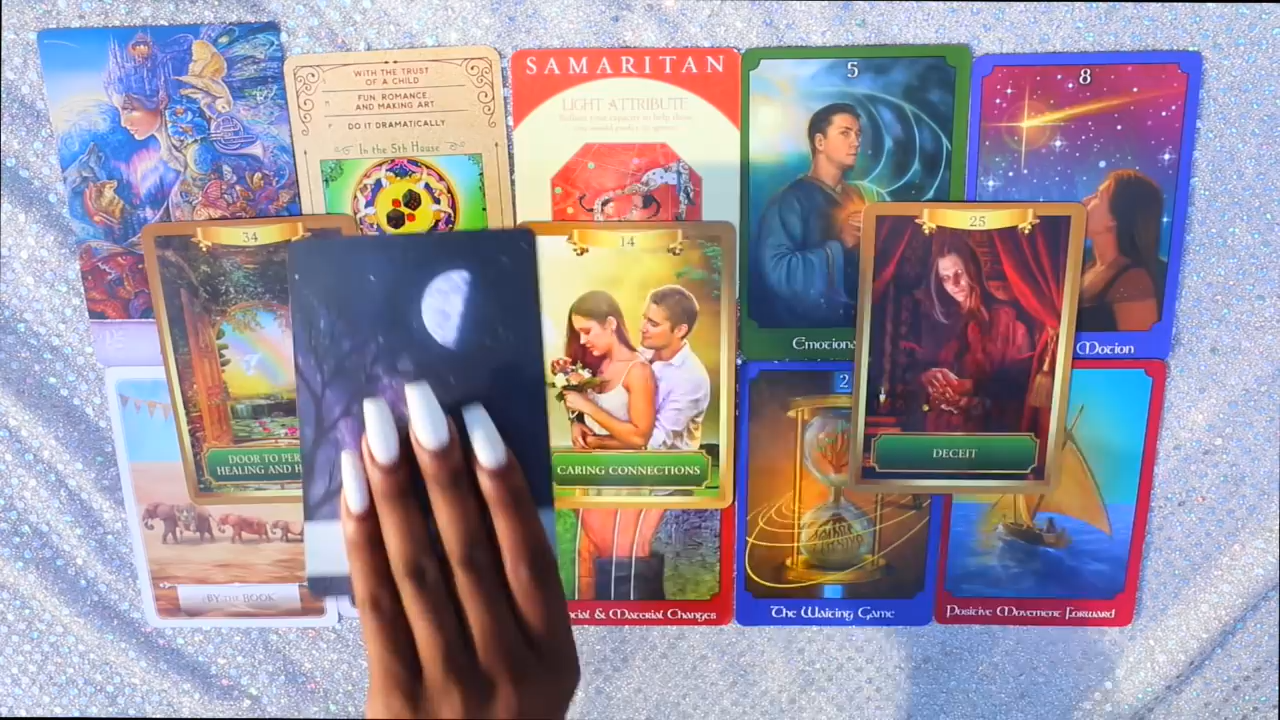 WITH THE TRUST
OF A CHILD
FUN, ROMANCE,
AND MAKING ART
DO IT DRAMATICALLY
In the 5th House
SAMARITAN
LIGHT ATTRIBUTE
5
8
34
14
25
Emotiona
Motion
DOOR TO PER
HEALING AND H
CARING CONNECTIONS
DECEIT
2
BY THE BOOK
cial & Material Changes
The Waiting Game
Positive Movement Forward